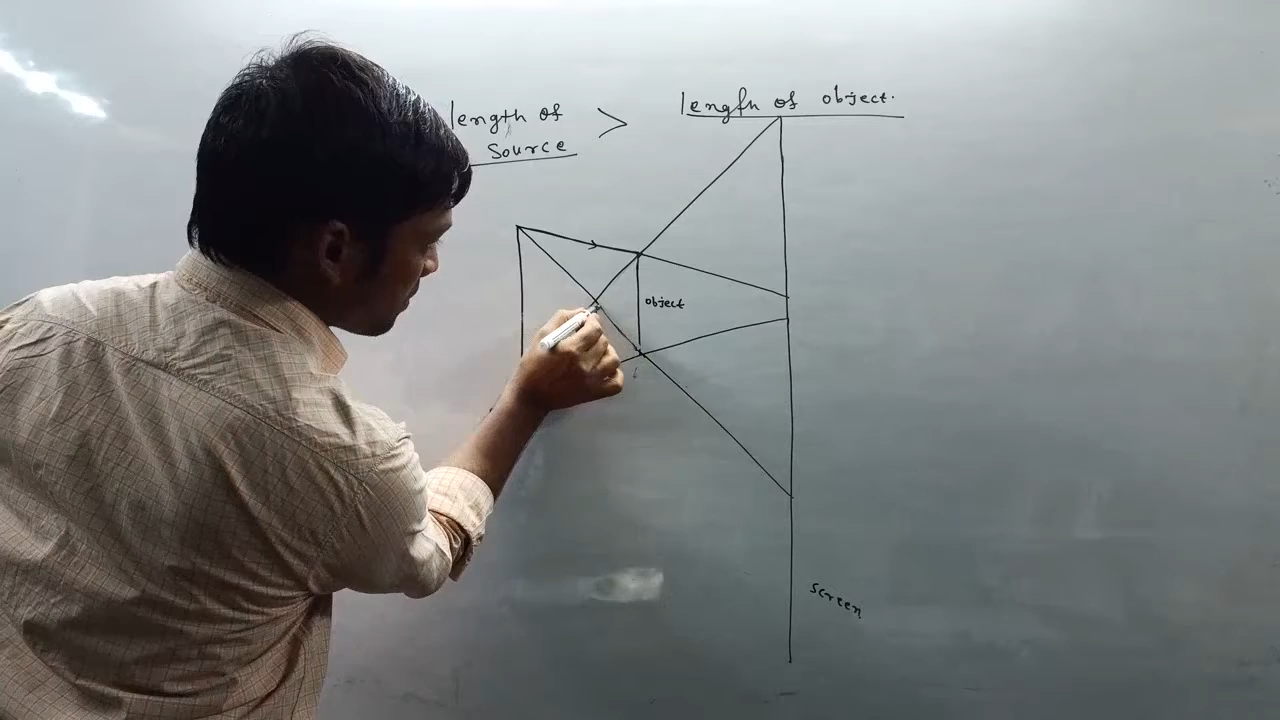 length of > length of object.
Source
object
screen